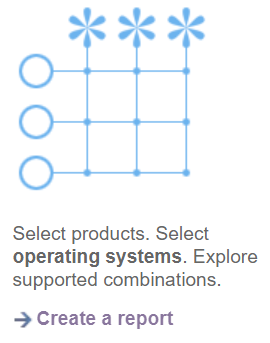 Select products. Select
operating systems. Explore
supported combinations.
Create a report